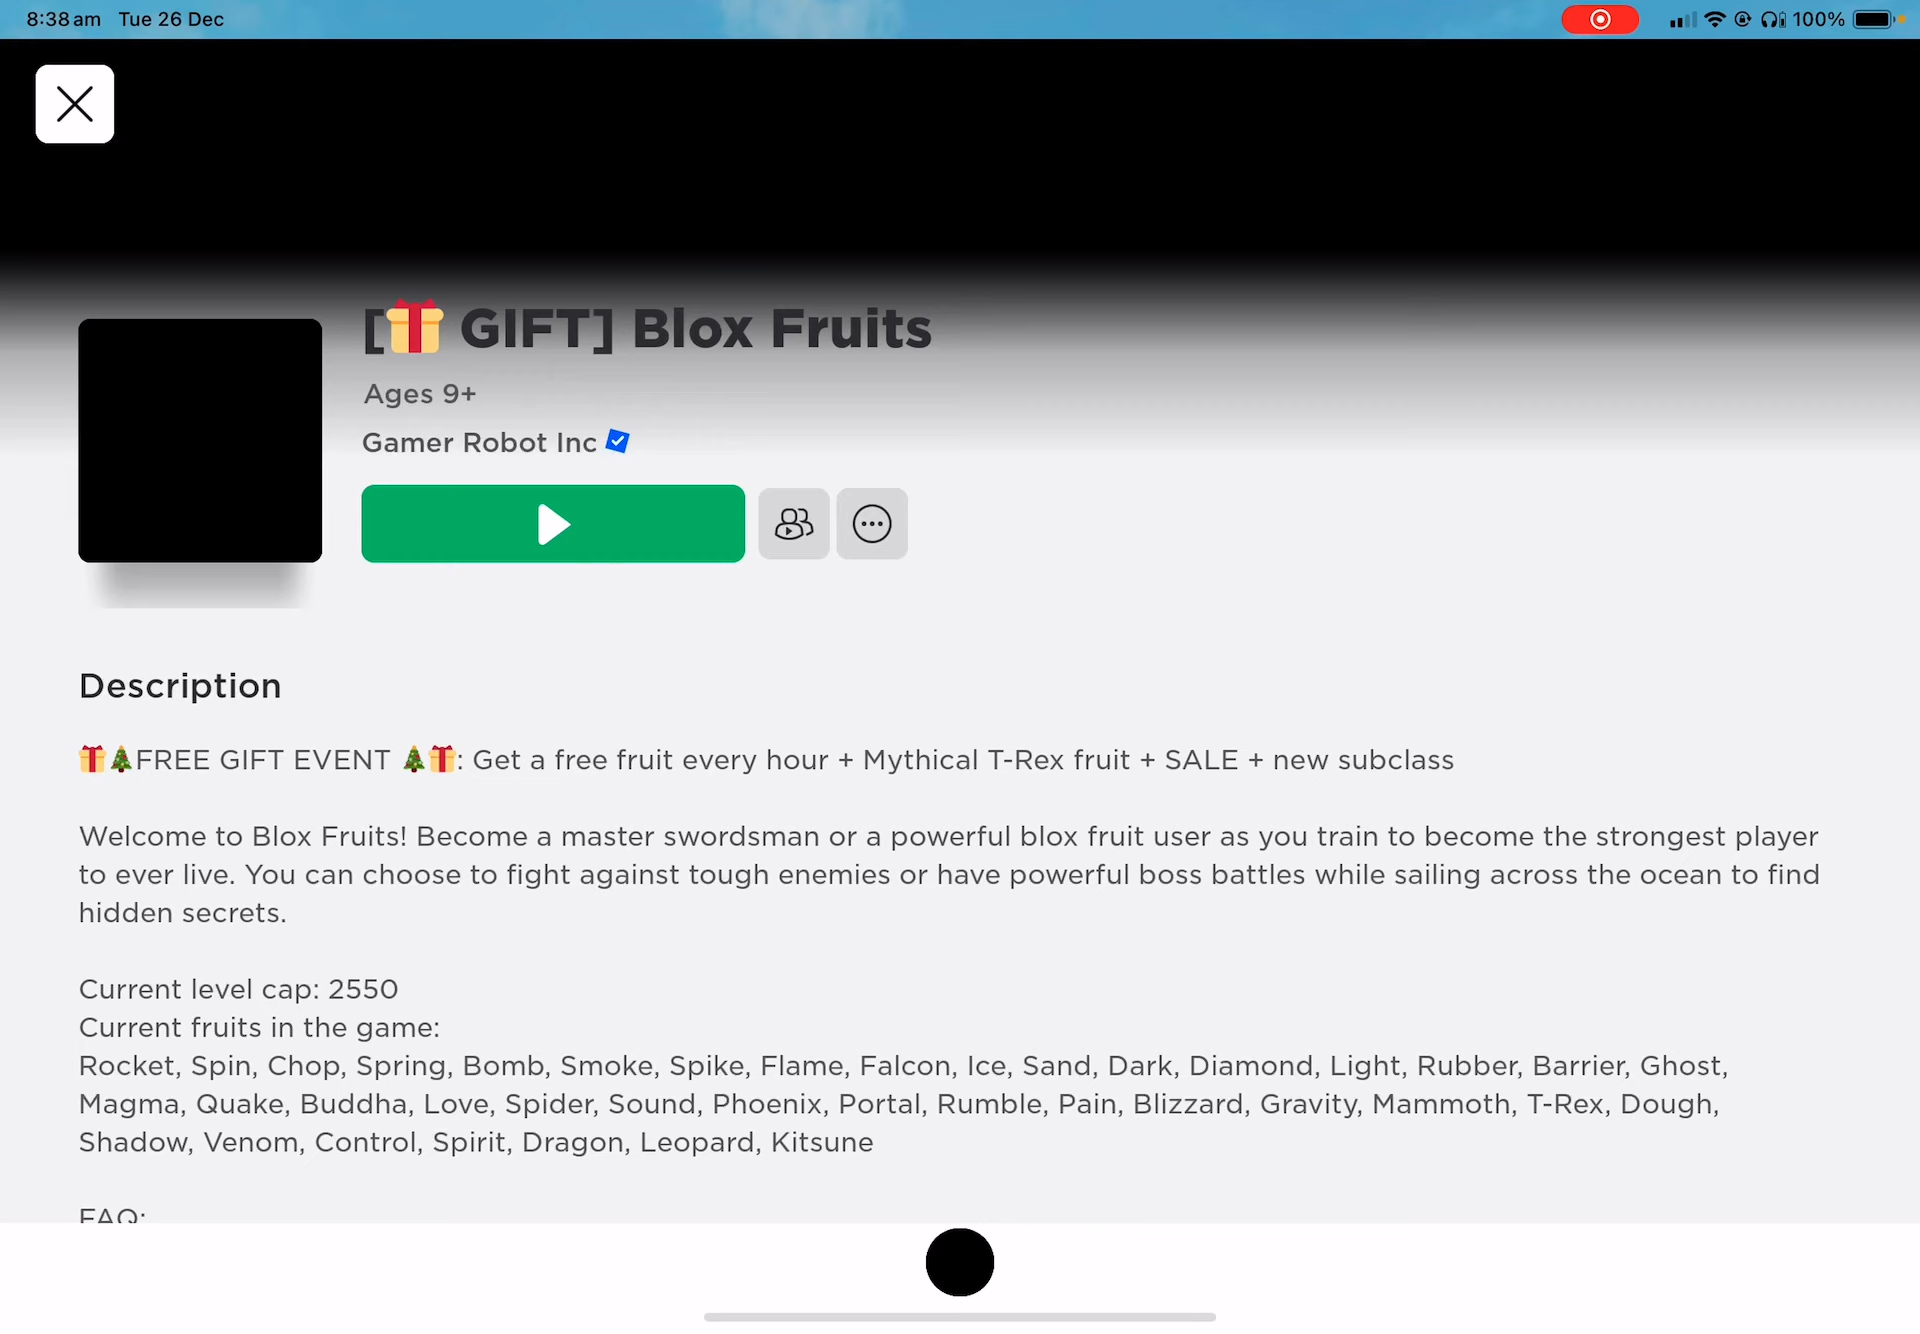 8:38 am Tue 26 Dec
100%
[🎁 GIFT] Blox Fruits
Ages 9+
Gamer Robot Inc
Description
🎁🎄FREE GIFT EVENT 🎄🎁: Get a free fruit every hour + Mythical T-Rex fruit + SALE + new subclass
Welcome to Blox Fruits! Become a master swordsman or a powerful blox fruit user as you train to become the strongest player
to ever live. You can choose to fight against tough enemies or have powerful boss battles while sailing across the ocean to find
hidden secrets.
Current level cap: 2550
Current fruits in the game:
Rocket, Spin, Chop, Spring, Bomb, Smoke, Spike, Flame, Falcon, Ice, Sand, Dark, Diamond, Light, Rubber, Barrier, Ghost,
Magma, Quake, Buddha, Love, Spider, Sound, Phoenix, Portal, Rumble, Pain, Blizzard, Gravity, Mammoth, T-Rex, Dough,
Shadow, Venom, Control, Spirit, Dragon, Leopard, Kitsune
FAQ: